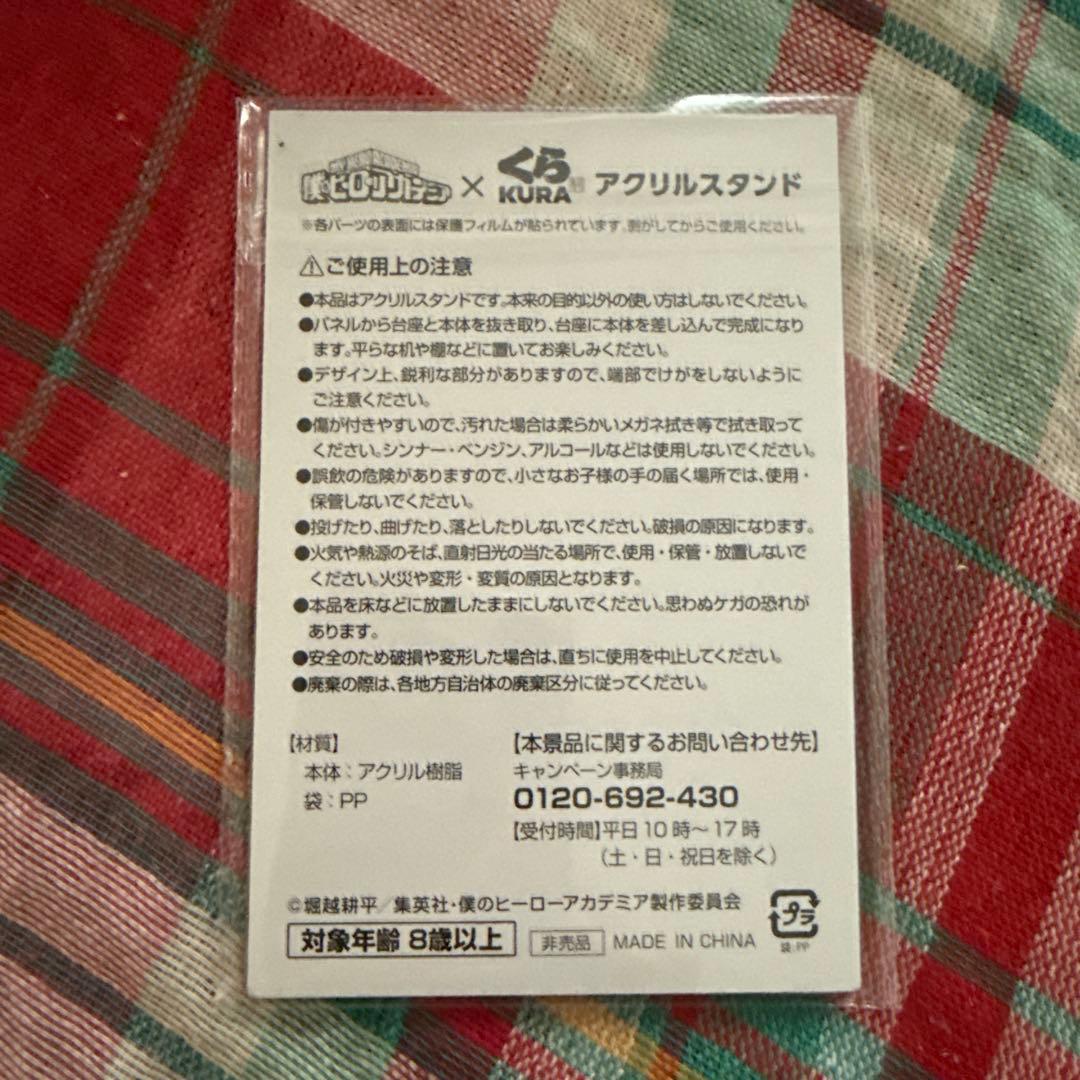 僕のヒーローアカデミア × くら KURA アクリルスタンド
※各パーツの表面には保護フィルムが貼られています。剥がしてからご使用ください。
⚠ご使用上の注意
●本品はアクリルスタンドです。本来の目的以外の使い方はしないでください。
●パネルから台座と本体を抜き取り、台座に本体を差し込んで完成になり
ます。平らな机や棚などに置いてお楽しみください。
●デザイン上、鋭利な部分がありますので、端部でけがをしないように
ご注意ください。
●傷が付きやすいので、汚れた場合は柔らかいメガネ拭き等で拭き取って
ください。シンナー・ベンジン、アルコールなどは使用しないでください。
●誤飲の危険がありますので、小さなお子様の手の届く場所では、使用・
保管しないでください。
●投げたり、曲げたり、落としたりしないでください。破損の原因になります。
●火気や熱源のそば、直射日光の当たる場所で、使用・保管・放置しないで
ください。火災や変形・変質の原因となります。
●本品を床などに放置したままにしないでください。思わぬケガの恐れが
あります。
●安全のため破損や変形した場合は、直ちに使用を中止してください。
●廃棄の際は、各地方自治体の廃棄区分に従ってください。
【材質】
本体：アクリル樹脂
袋：PP
【本景品に関するお問い合わせ先】
キャンペーン事務局
0120-692-430
【受付時間】平日10時～17時
（土・日・祝日を除く）
©堀越耕平／集英社・僕のヒーローアカデミア製作委員会
対象年齢 8歳以上 非売品 MADE IN CHINA
プラ
袋:PP